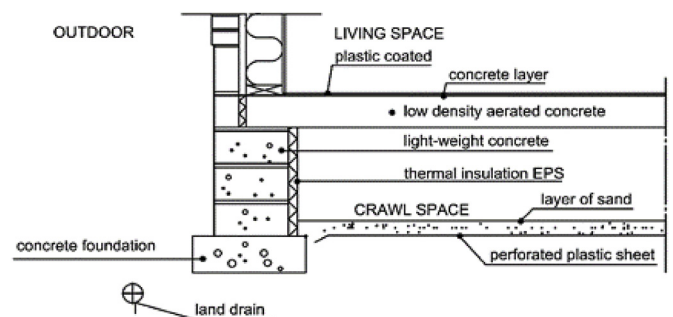 OUTDOOR
LIVING SPACE
plastic coated
concrete layer
low density aerated concrete
light-weight concrete
thermal insulation EPS
layer of sand
CRAWL SPACE
concrete foundation
perforated plastic sheet
land drain